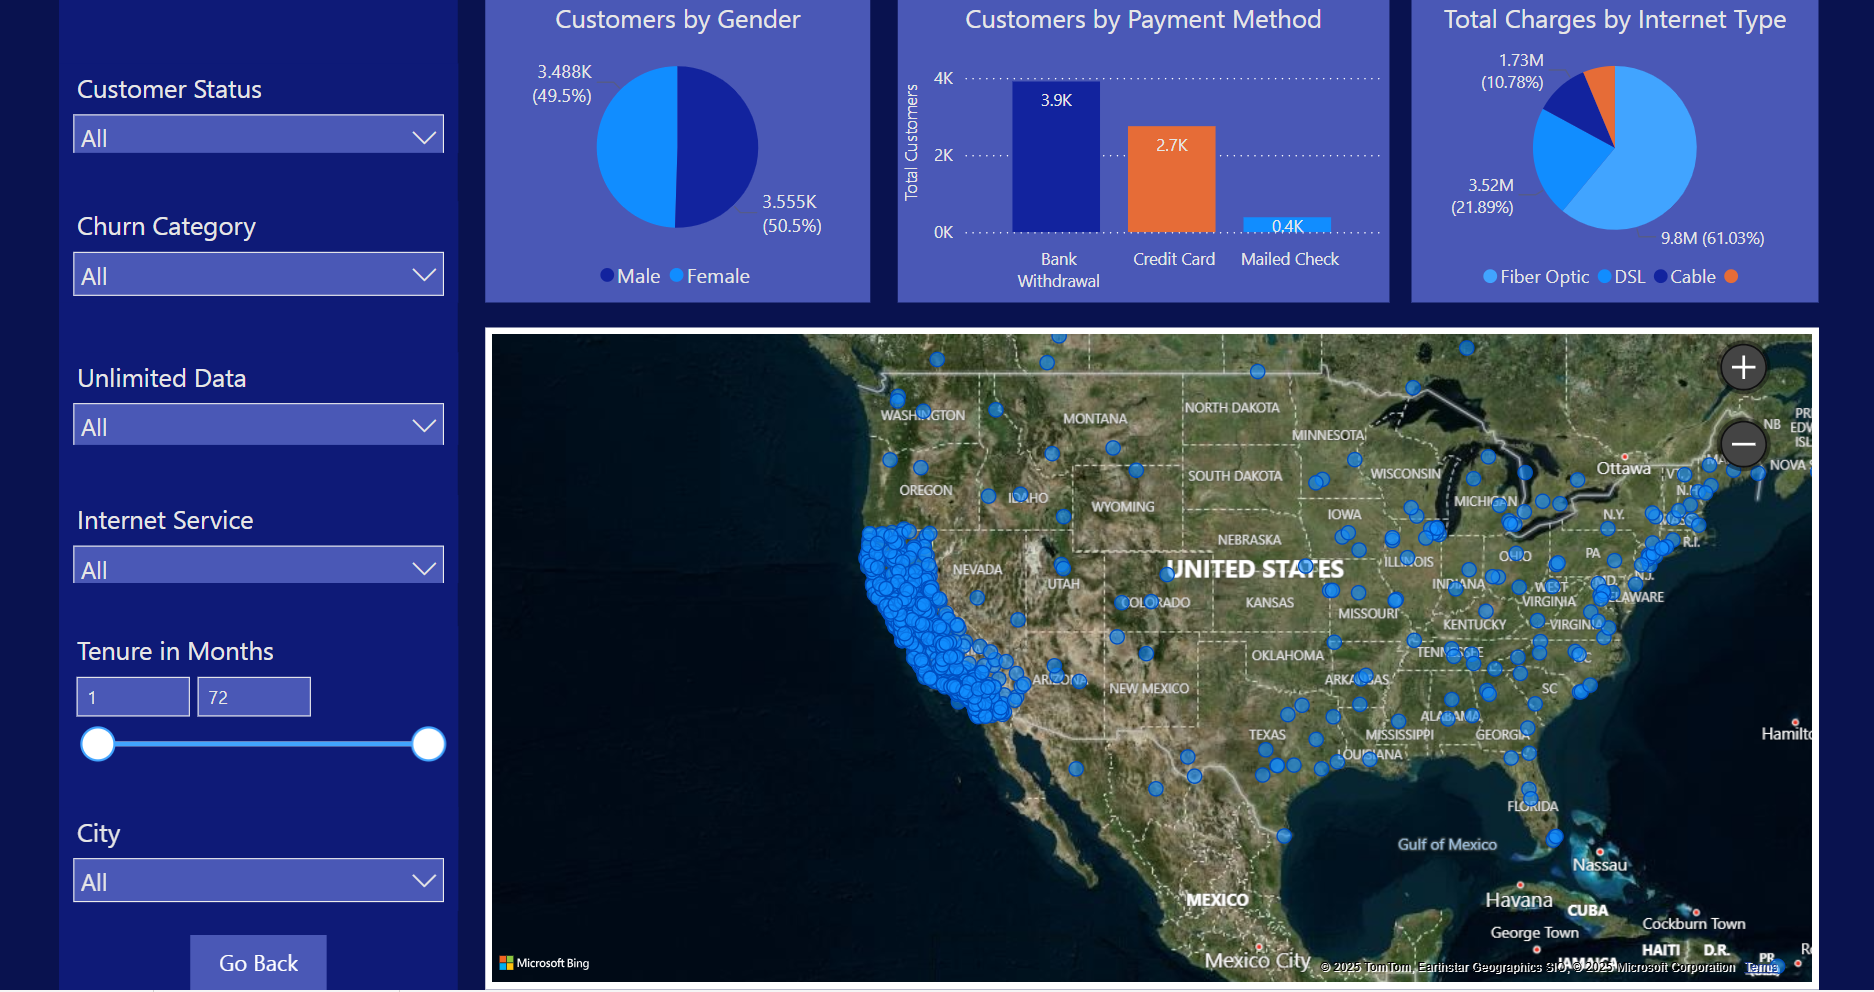 Customer Status
All
Churn Category
All
Unlimited Data
All
Internet Service
All
Tenure in Months
1
72
City
All
Go Back
Customers by Gender
3.488K
(49.5%)
3.555K
(50.5%)
Male
Female
Customers by Payment Method
Total Customers
4K
2K
0K
3.9K
2.7K
0.4K
Bank
Withdrawal
Credit Card
Mailed Check
Total Charges by Internet Type
1.73M
(10.78%)
3.52M
(21.89%)
9.8M (61.03%)
Fiber Optic
DSL
Cable
WASHINGTON
MONTANA
NORTH DAKOTA
MINNESOTA
NB
Ottawa
NOVA
OREGON
IDAHO
WYOMING
SOUTH DAKOTA
WISCONSIN
MICHIGAN
IOWA
N.Y.
NEBRASKA
R.I.
NEVADA
UTAH
UNITED STATES
ILLINOIS
INDIANA
OHIO
PA
N.J.
COLORADO
KANSAS
MISSOURI
WEST
VIRGINIA
KENTUCKY
VIRGINIA
OKLAHOMA
TENNESSEE
ARIZONA
NEW MEXICO
ARKANSAS
SC
ALABAMA
TEXAS
MISSISSIPPI
GEORGIA
LOUISIANA
FLORIDA
Gulf of Mexico
Nassau
MEXICO
Havana
CUBA
Cockburn Town
George Town
HAITI
D.R.
PR
Mexico City
JAMAICA
Microsoft Bing
© 2025 TomTom, Earthstar Geographics SIO, © 2025 Microsoft Corporation
Terms